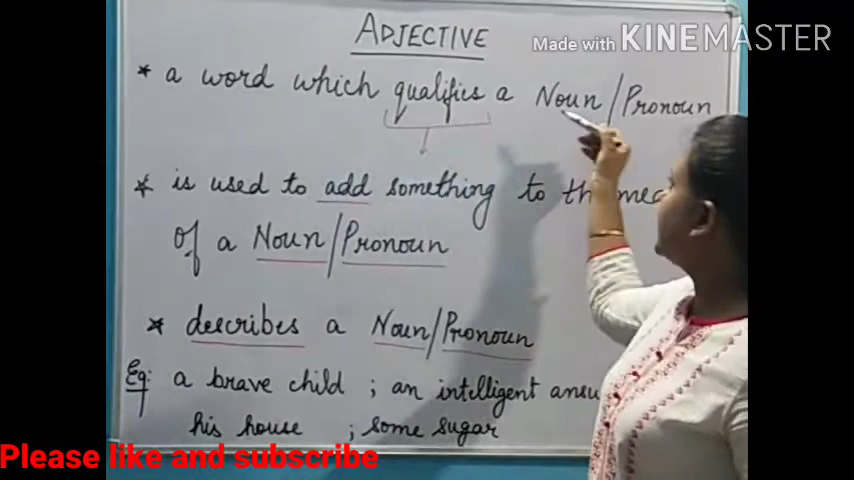 ADJECTIVE
Made with KINEMASTER
* a word which qualifies a Noun/Pronoun
* is used to add something to
of a Noun/Pronoun
* describes a Noun/Pronoun
Eg: a brave child ; an intelligent
his house ; some sugar
Please like and subscribe